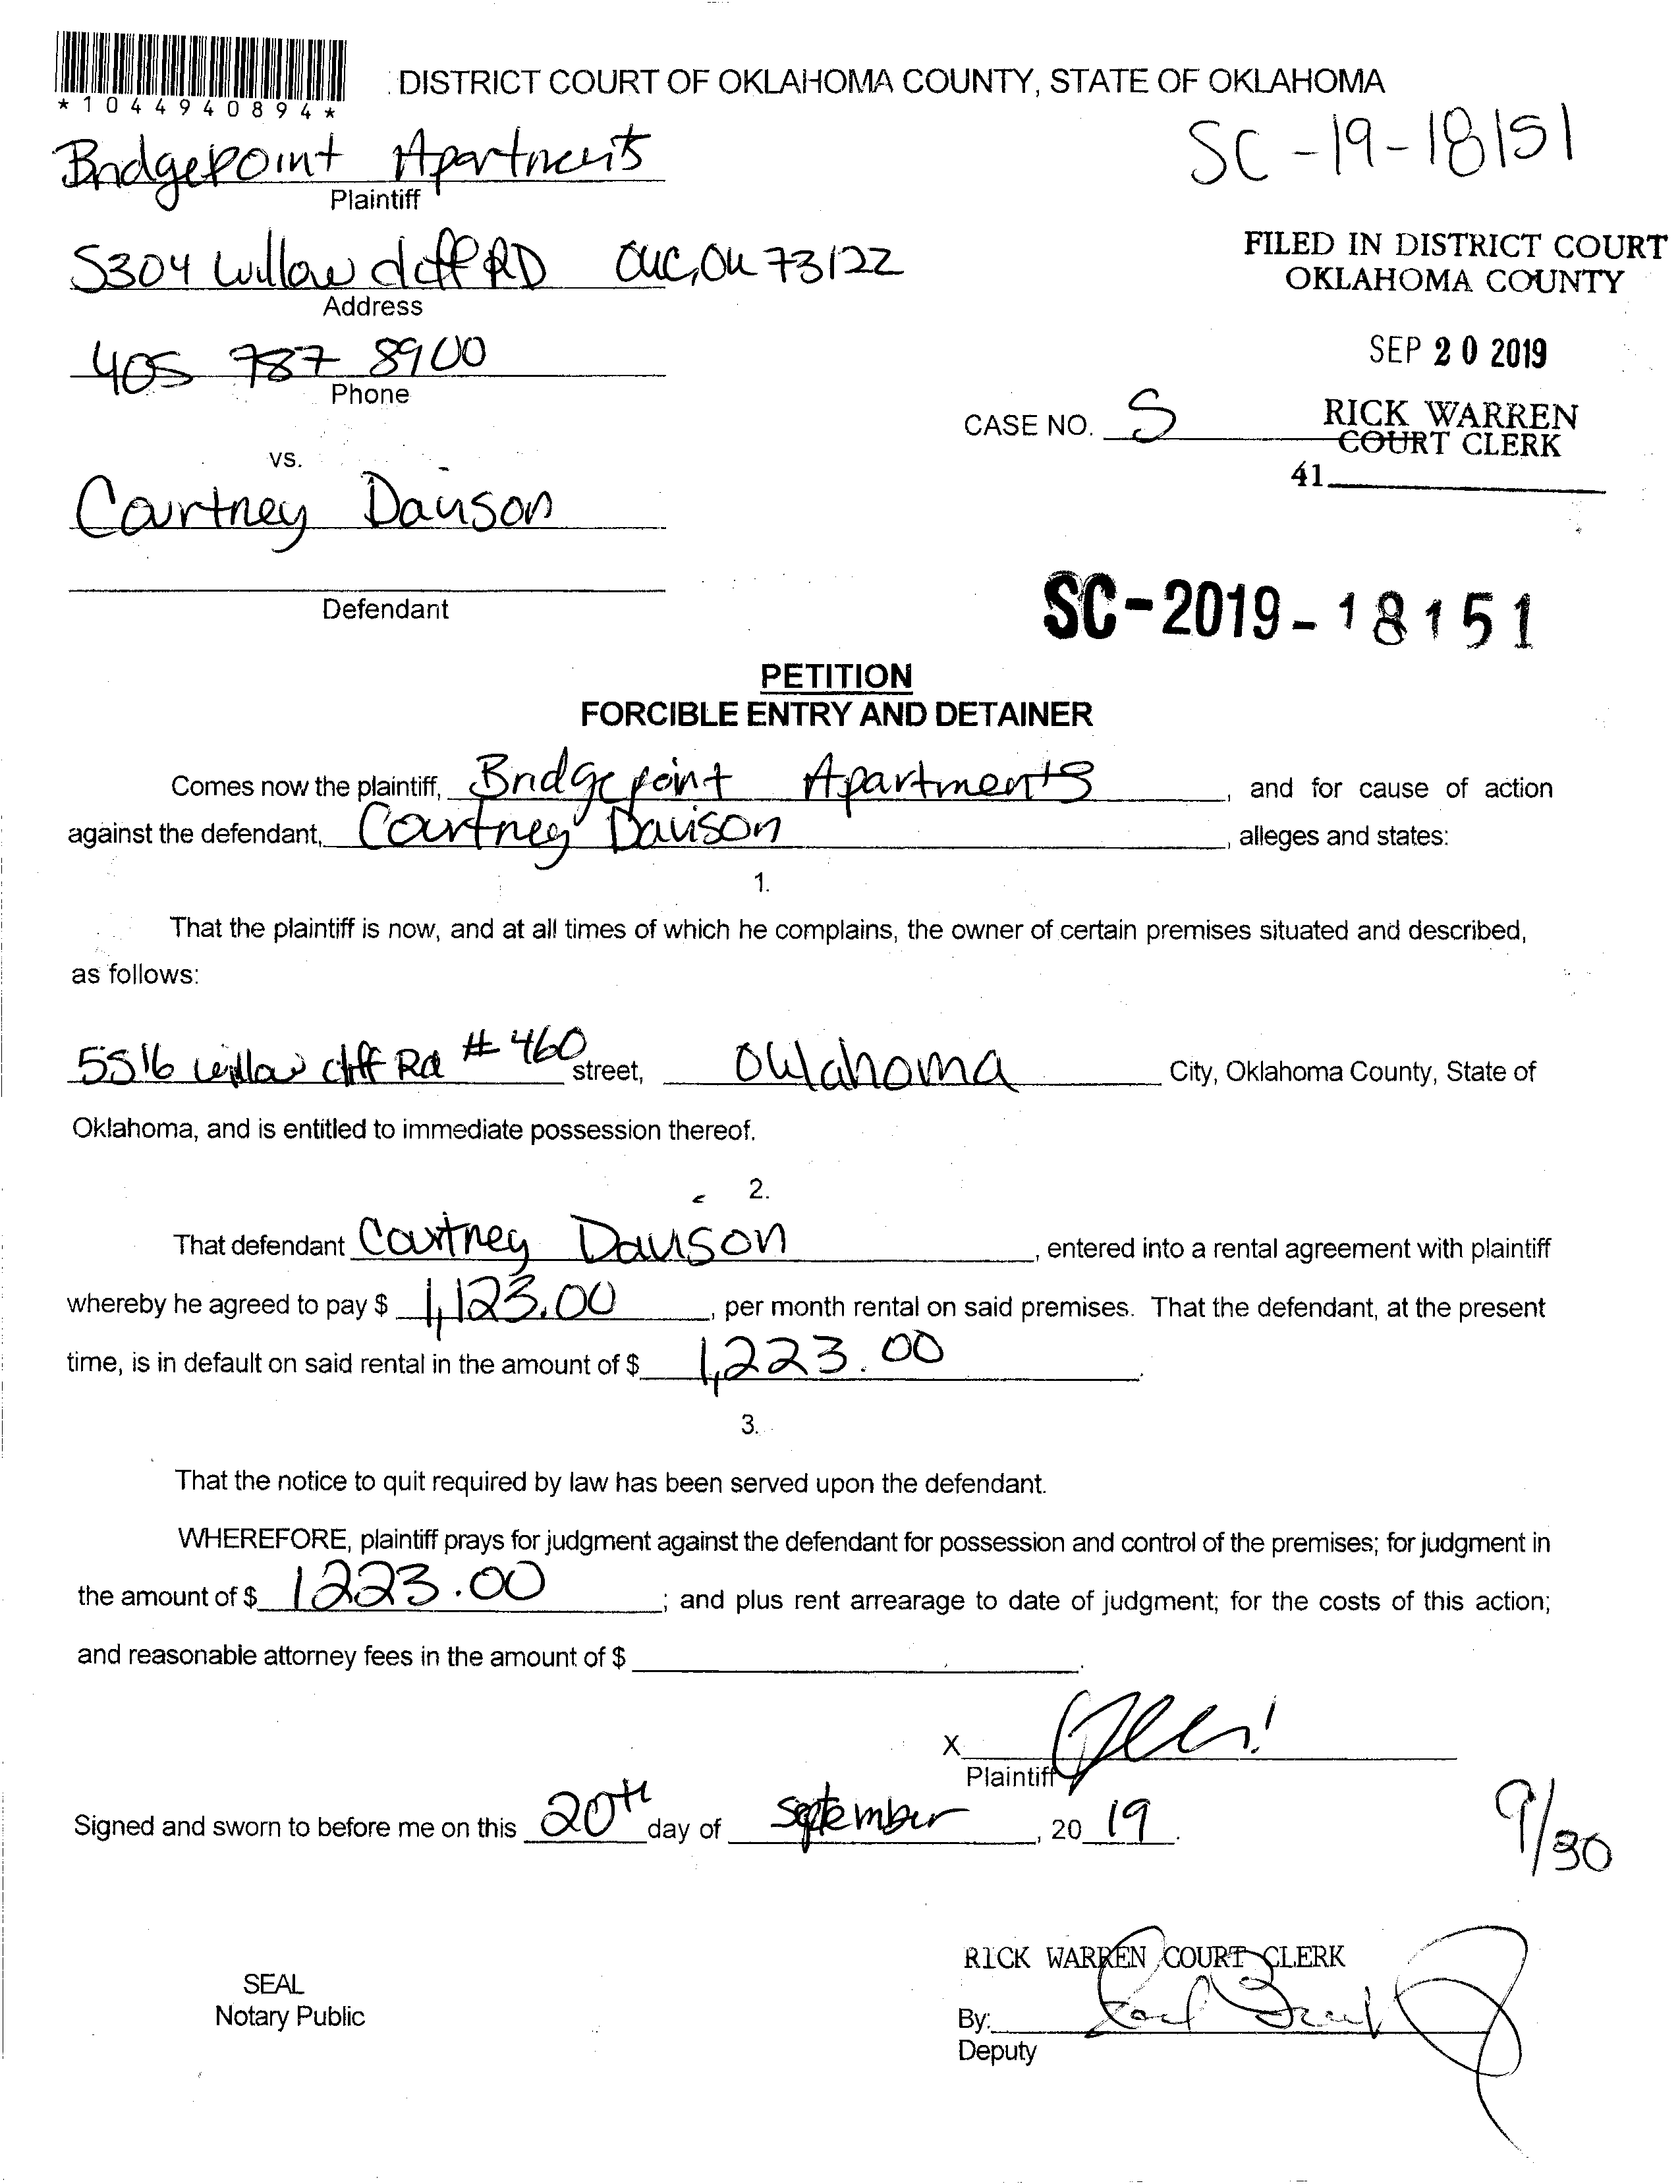 *1044940894*
DISTRICT COURT OF OKLAHOMA COUNTY, STATE OF OKLAHOMA
SC-19-18151
Bridgepoint Apartments
Plaintiff
5304 Willow cliff RD OKC, OK 73122
Address
FILED IN DISTRICT COURT
OKLAHOMA COUNTY
405 787 8900
Phone
SEP 20 2019
CASE NO. S
RICK WARREN
COURT CLERK
41
vs.
Courtney Davison
Defendant
SC-2019-18151
PETITION
FORCIBLE ENTRY AND DETAINER
Comes now the plaintiff, Bridgepoint Apartments, and for cause of action
against the defendant, Courtney Davison, alleges and states:
1.
That the plaintiff is now, and at all times of which he complains, the owner of certain premises situated and described,
as follows:
5516 willow cliff Rd # 460 street, Oklahoma City, Oklahoma County, State of
Oklahoma, and is entitled to immediate possession thereof.
2.
That defendant Courtney Davison, entered into a rental agreement with plaintiff
whereby he agreed to pay $ 1,123.00, per month rental on said premises. That the defendant, at the present
time, is in default on said rental in the amount of $ 1,223.00.
3.
That the notice to quit required by law has been served upon the defendant.
WHEREFORE, plaintiff prays for judgment against the defendant for possession and control of the premises; for judgment in
the amount of $ 1223.00; and plus rent arrearage to date of judgment; for the costs of this action;
and reasonable attorney fees in the amount of $ .
X
Plaintiff
Signed and sworn to before me on this 20th day of September, 20 19.
9/30
RICK WARREN COURT CLERK
SEAL
Notary Public
By:
Deputy